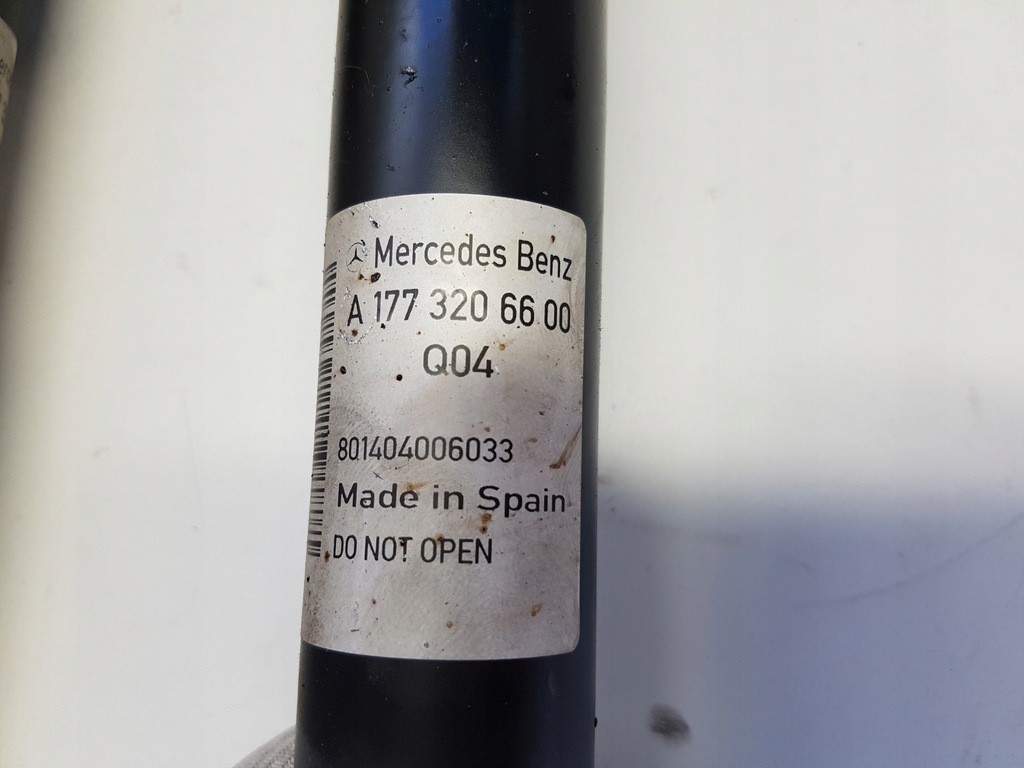 Mercedes Benz
A 177 320 66 00
Q04
801404006033
Made in Spain
DO NOT OPEN